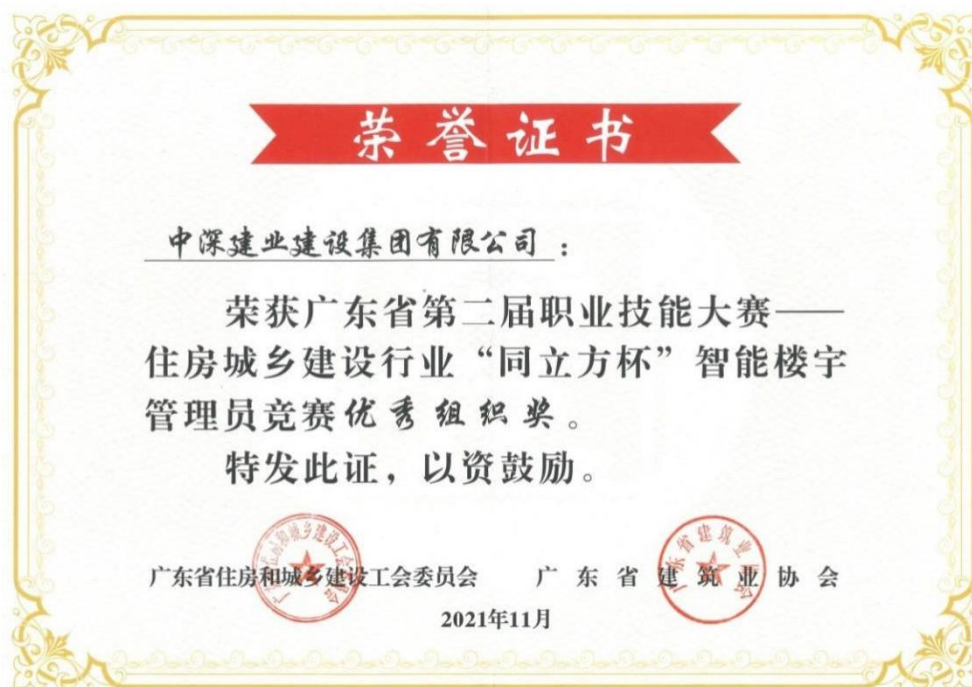 荣誉证书
中深建业建设集团有限公司：
荣获广东省第二届职业技能大赛——
住房城乡建设行业“同立方杯”智能楼宇
管理员竞赛优秀组织奖。
特发此证，以资鼓励。
广东省住房和城乡建设工会委员会 广东省建筑业协会
2021年11月